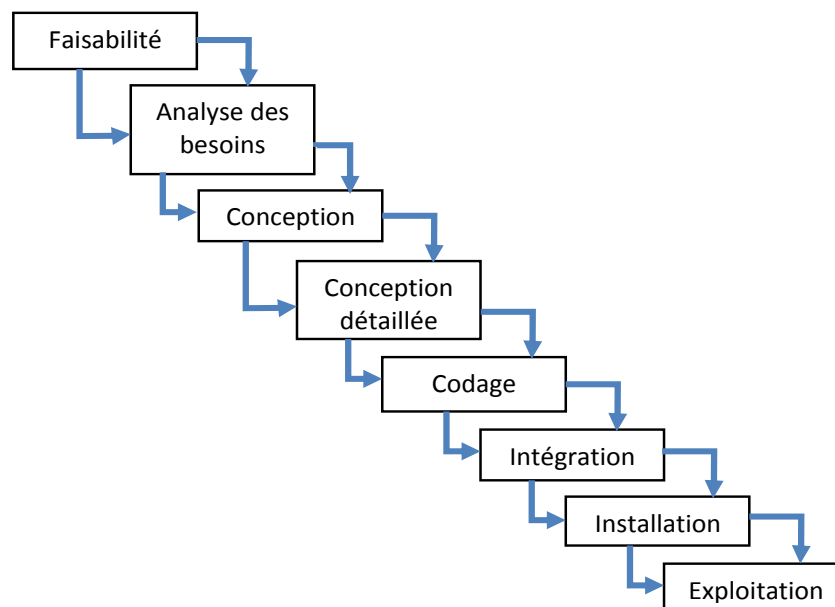 Faisabilité
Analyse des
besoins
Conception
Conception
détaillée
Codage
Intégration
Installation
Exploitation